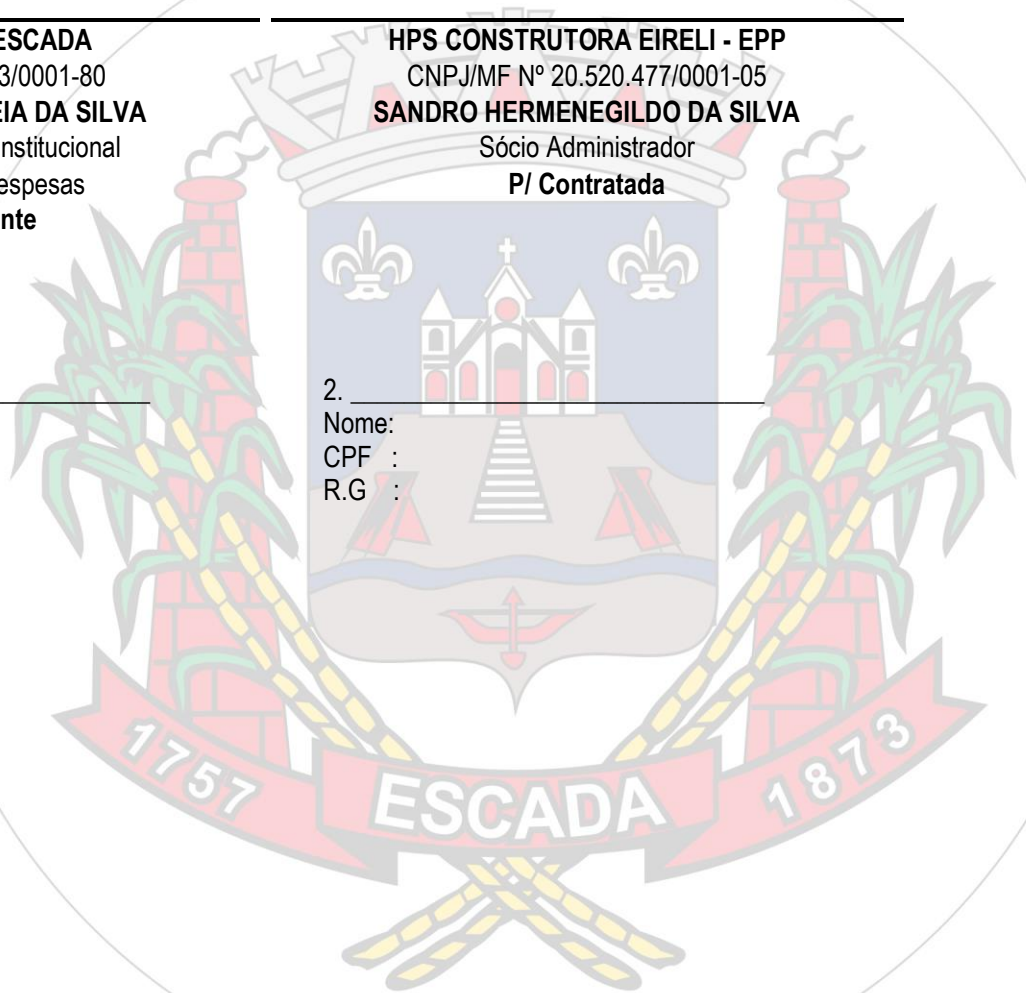 ESCADA
3/0001-80
EIA DA SILVA
nstitucional
espesas
nte
HPS CONSTRUTORA EIRELI - EPP
CNPJ/MF Nº 20.520.477/0001-05
SANDRO HERMENEGILDO DA SILVA
Sócio Administrador
P/ Contratada
2.
Nome:
CPF :
R.G :
1757
ESCADA
1873